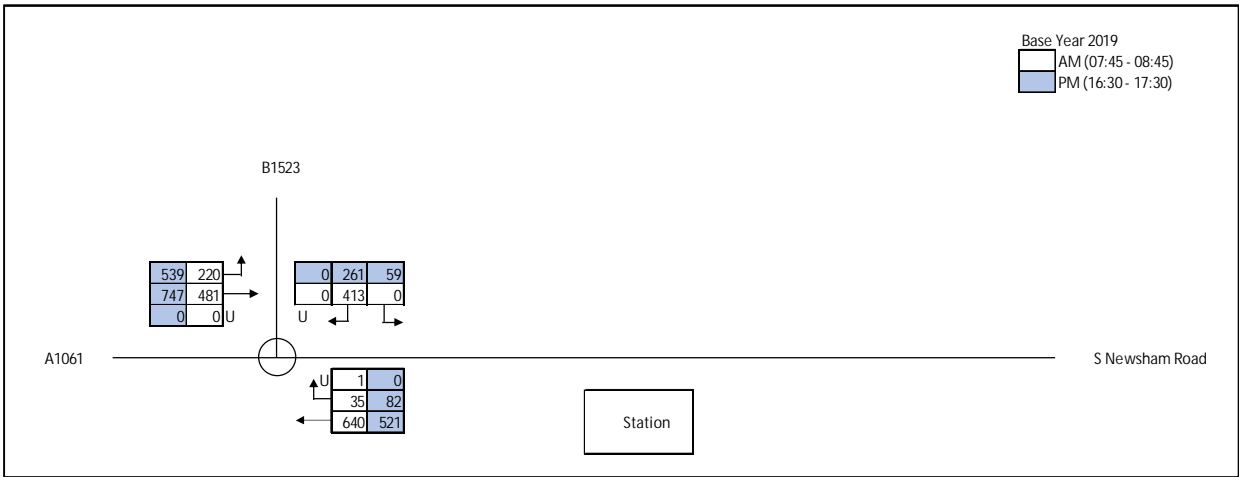 Base Year 2019
AM (07:45 - 08:45)
PM (16:30 - 17:30)
B1523
539 220
747 481
0 0 U
0 261 59
0 413 0
U
A1061
S Newsham Road
U 1 0
35 82
640 521
Station